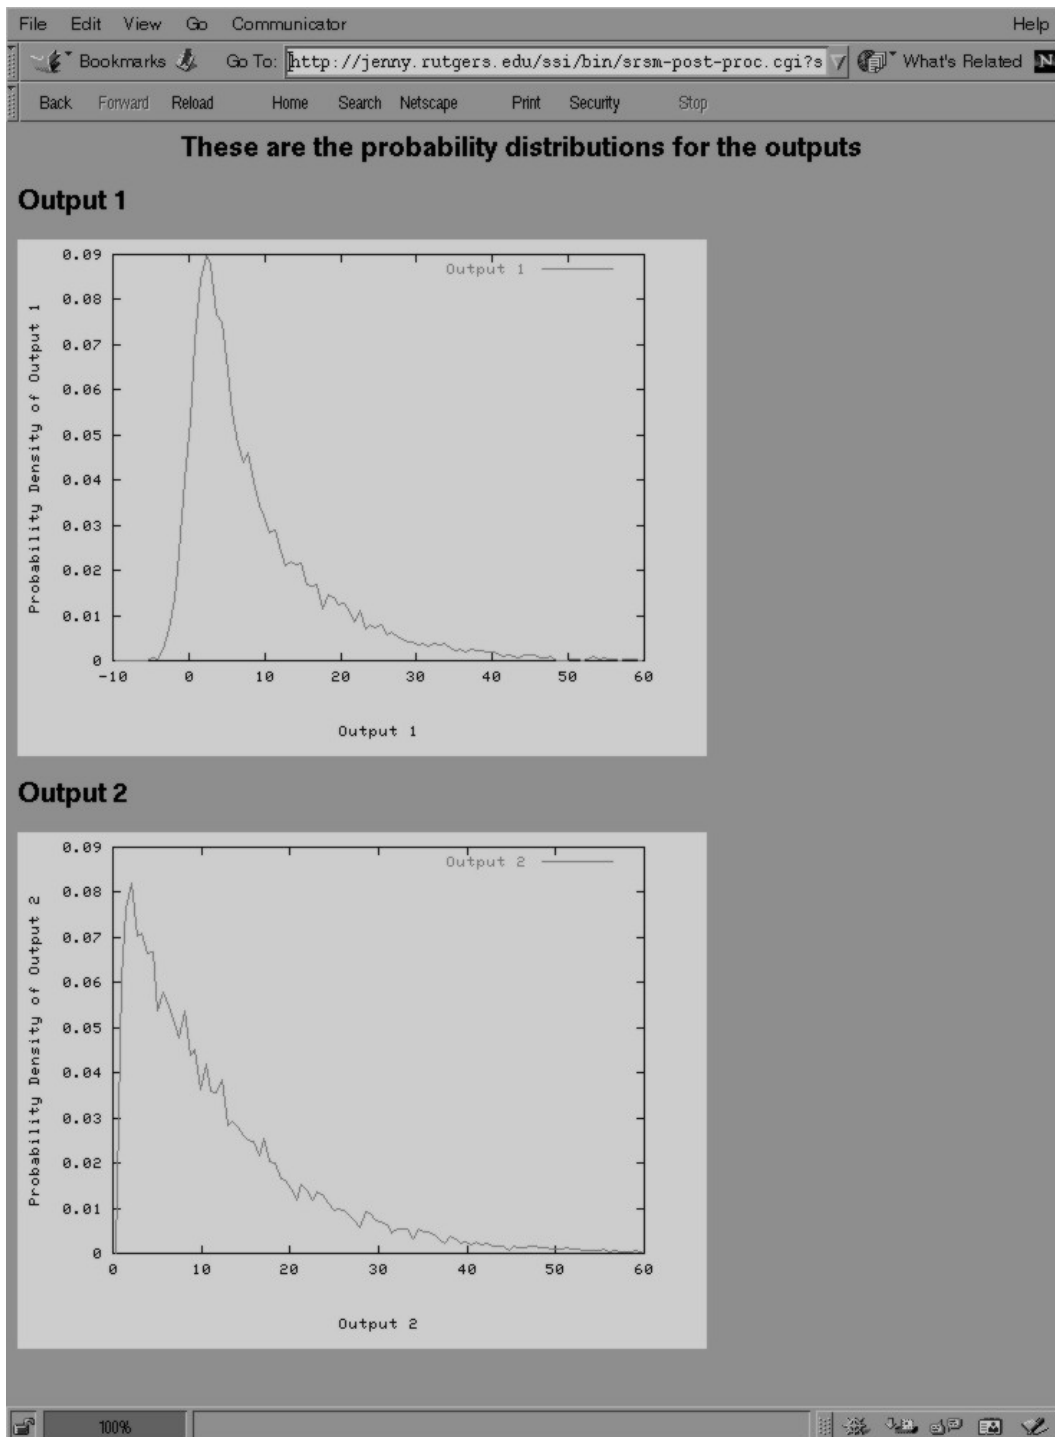 File Edit View Go Communicator Help
Bookmarks Go To: http://jenny.rutgers.edu/ssi/bin/srsm-post-proc.cgi?s What's Related N
Back Forward Reload Home Search Netscape Print Security Stop
These are the probability distributions for the outputs
Output 1
Probability Density of Output 1
0.09
0.08
0.07
0.06
0.05
0.04
0.03
0.02
0.01
0
Output 1
-10 0 10 20 30 40 50 60
Output 1
Output 2
Probability Density of Output 2
0.09
0.08
0.07
0.06
0.05
0.04
0.03
0.02
0.01
0
Output 2
0 10 20 30 40 50 60
Output 2
100%